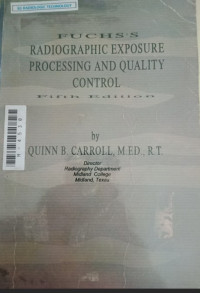 FUCHS'S
RADIOGRAPHIC EXPOSURE
PROCESSING AND QUALITY
CONTROL
Fifth Edition
by
QUINN B. CARROLL, M.ED., R.T.
Director
Radiography Department
Midland College
Midland, Texas